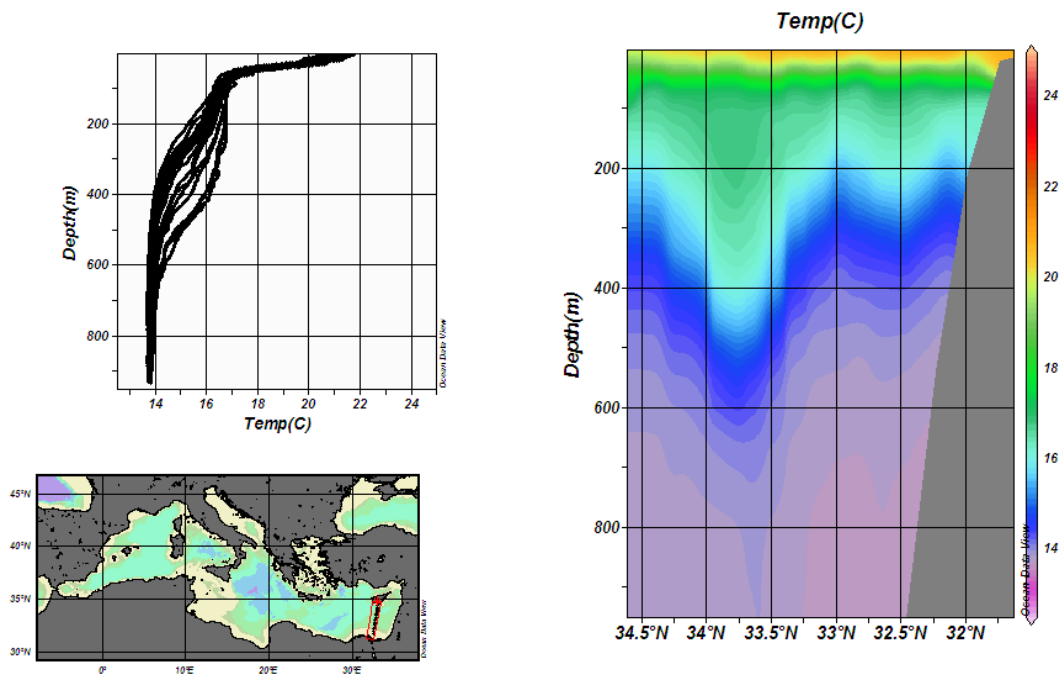 Temp(C)
200
400
600
800
Depth(m)
14
16
18
20
22
24
Temp(C)
Ocean Data View
Temp(C)
200
400
600
800
Depth(m)
34.5°N
34°N
33.5°N
33°N
32.5°N
32°N
24
22
20
18
16
14
Ocean Data View
45°N
40°N
35°N
30°N
0°
10°E
20°E
30°E
Ocean Data View